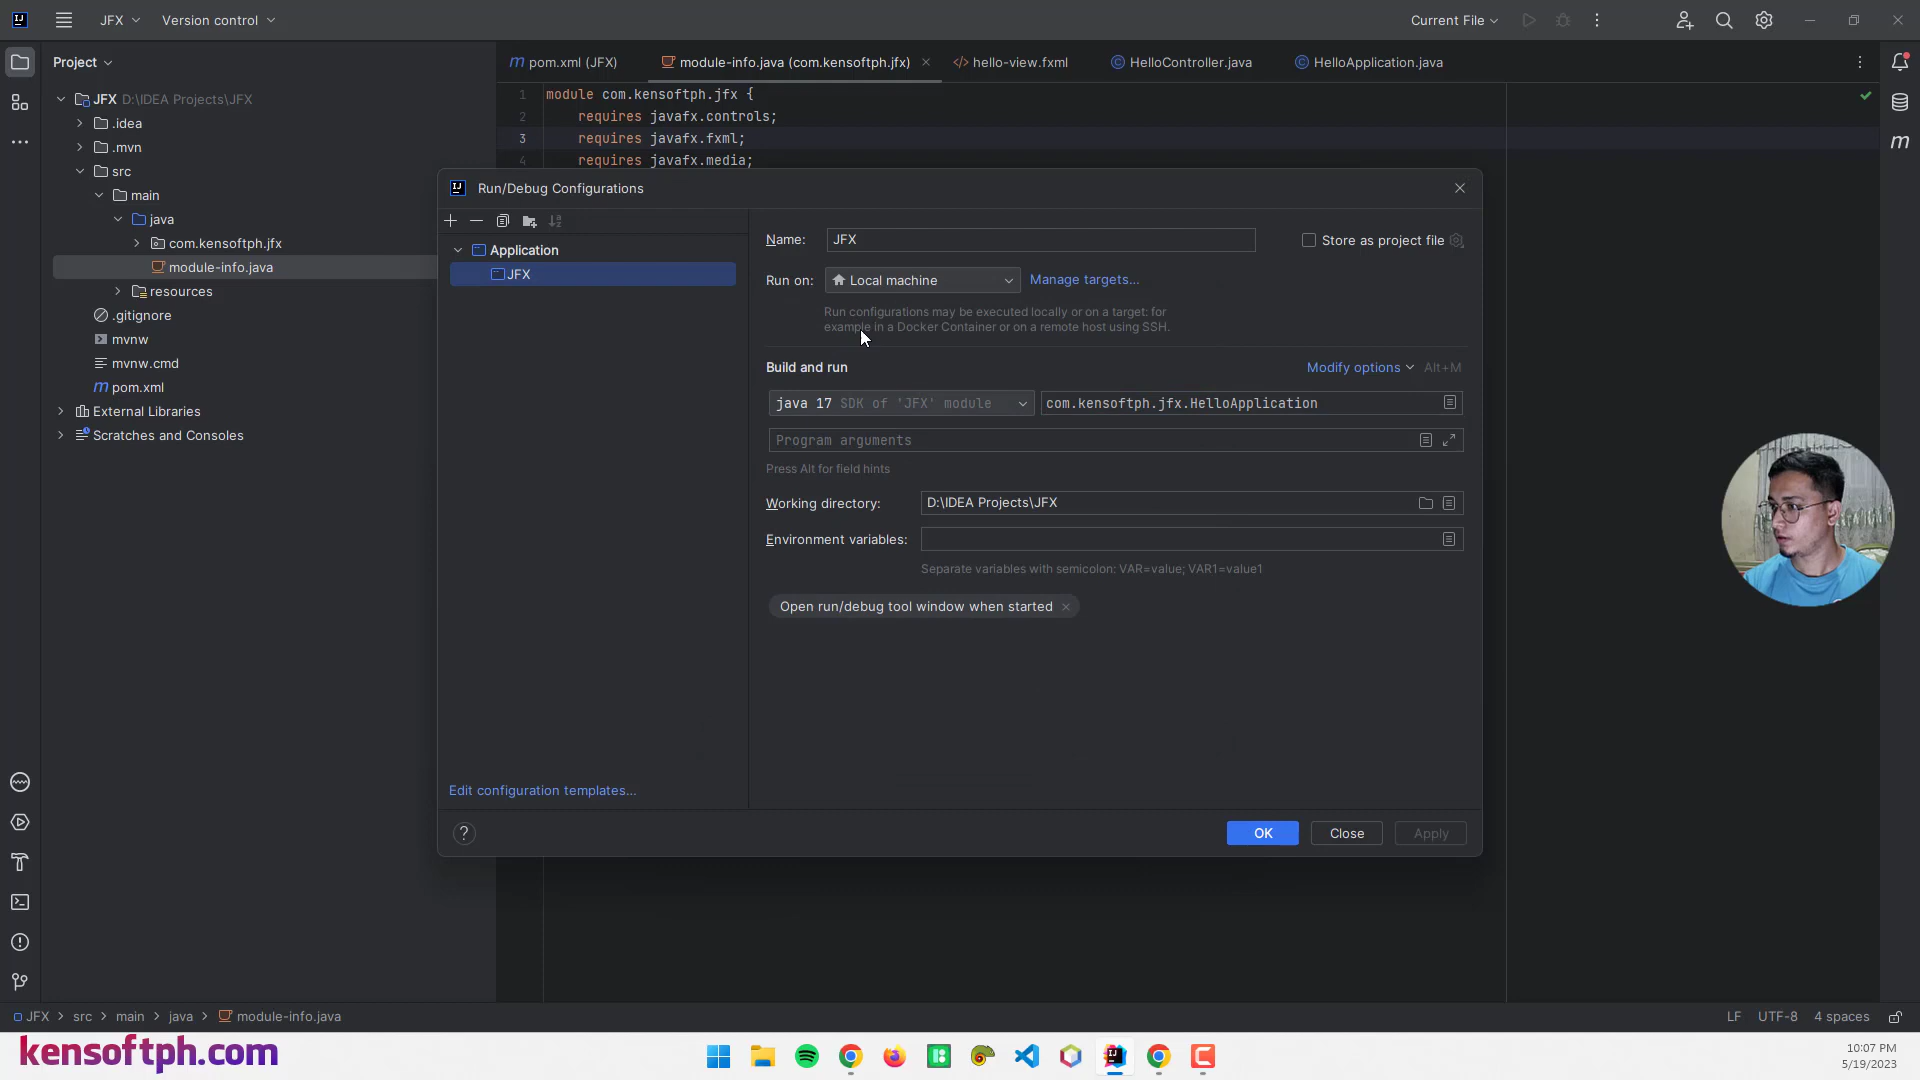 JFX
Version control
Current File
Project
pom.xml (JFX)
module-info.java (com.kensoftph.jfx)
hello-view.fxml
HelloController.java
HelloApplication.java
JFX D:\IDEA Projects\JFX
.idea
.mvn
src
main
java
com.kensoftph.jfx
module-info.java
resources
.gitignore
mvnw
mvnw.cmd
pom.xml
External Libraries
Scratches and Consoles
1 module com.kensoftph.jfx {
2 requires javafx.controls;
3 requires javafx.fxml;
4 requires javafx.media;
Run/Debug Configurations
Application
JFX
Edit configuration templates...
Name: JFX
Store as project file
Run on: Local machine
Manage targets...
Run configurations may be executed locally or on a target: for
example in a Docker Container or on a remote host using SSH.
Build and run
Modify options Alt+M
java 17 SDK of 'JFX' module
com.kensoftph.jfx.HelloApplication
Program arguments
Press Alt for field hints
Working directory: D:\IDEA Projects\JFX
Environment variables:
Separate variables with semicolon: VAR=value; VAR1=value1
Open run/debug tool window when started
?
OK
Close
Apply
JFX > src > main > java > module-info.java
LF
UTF-8
4 spaces
kensoftph.com
10:07 PM
5/19/2023